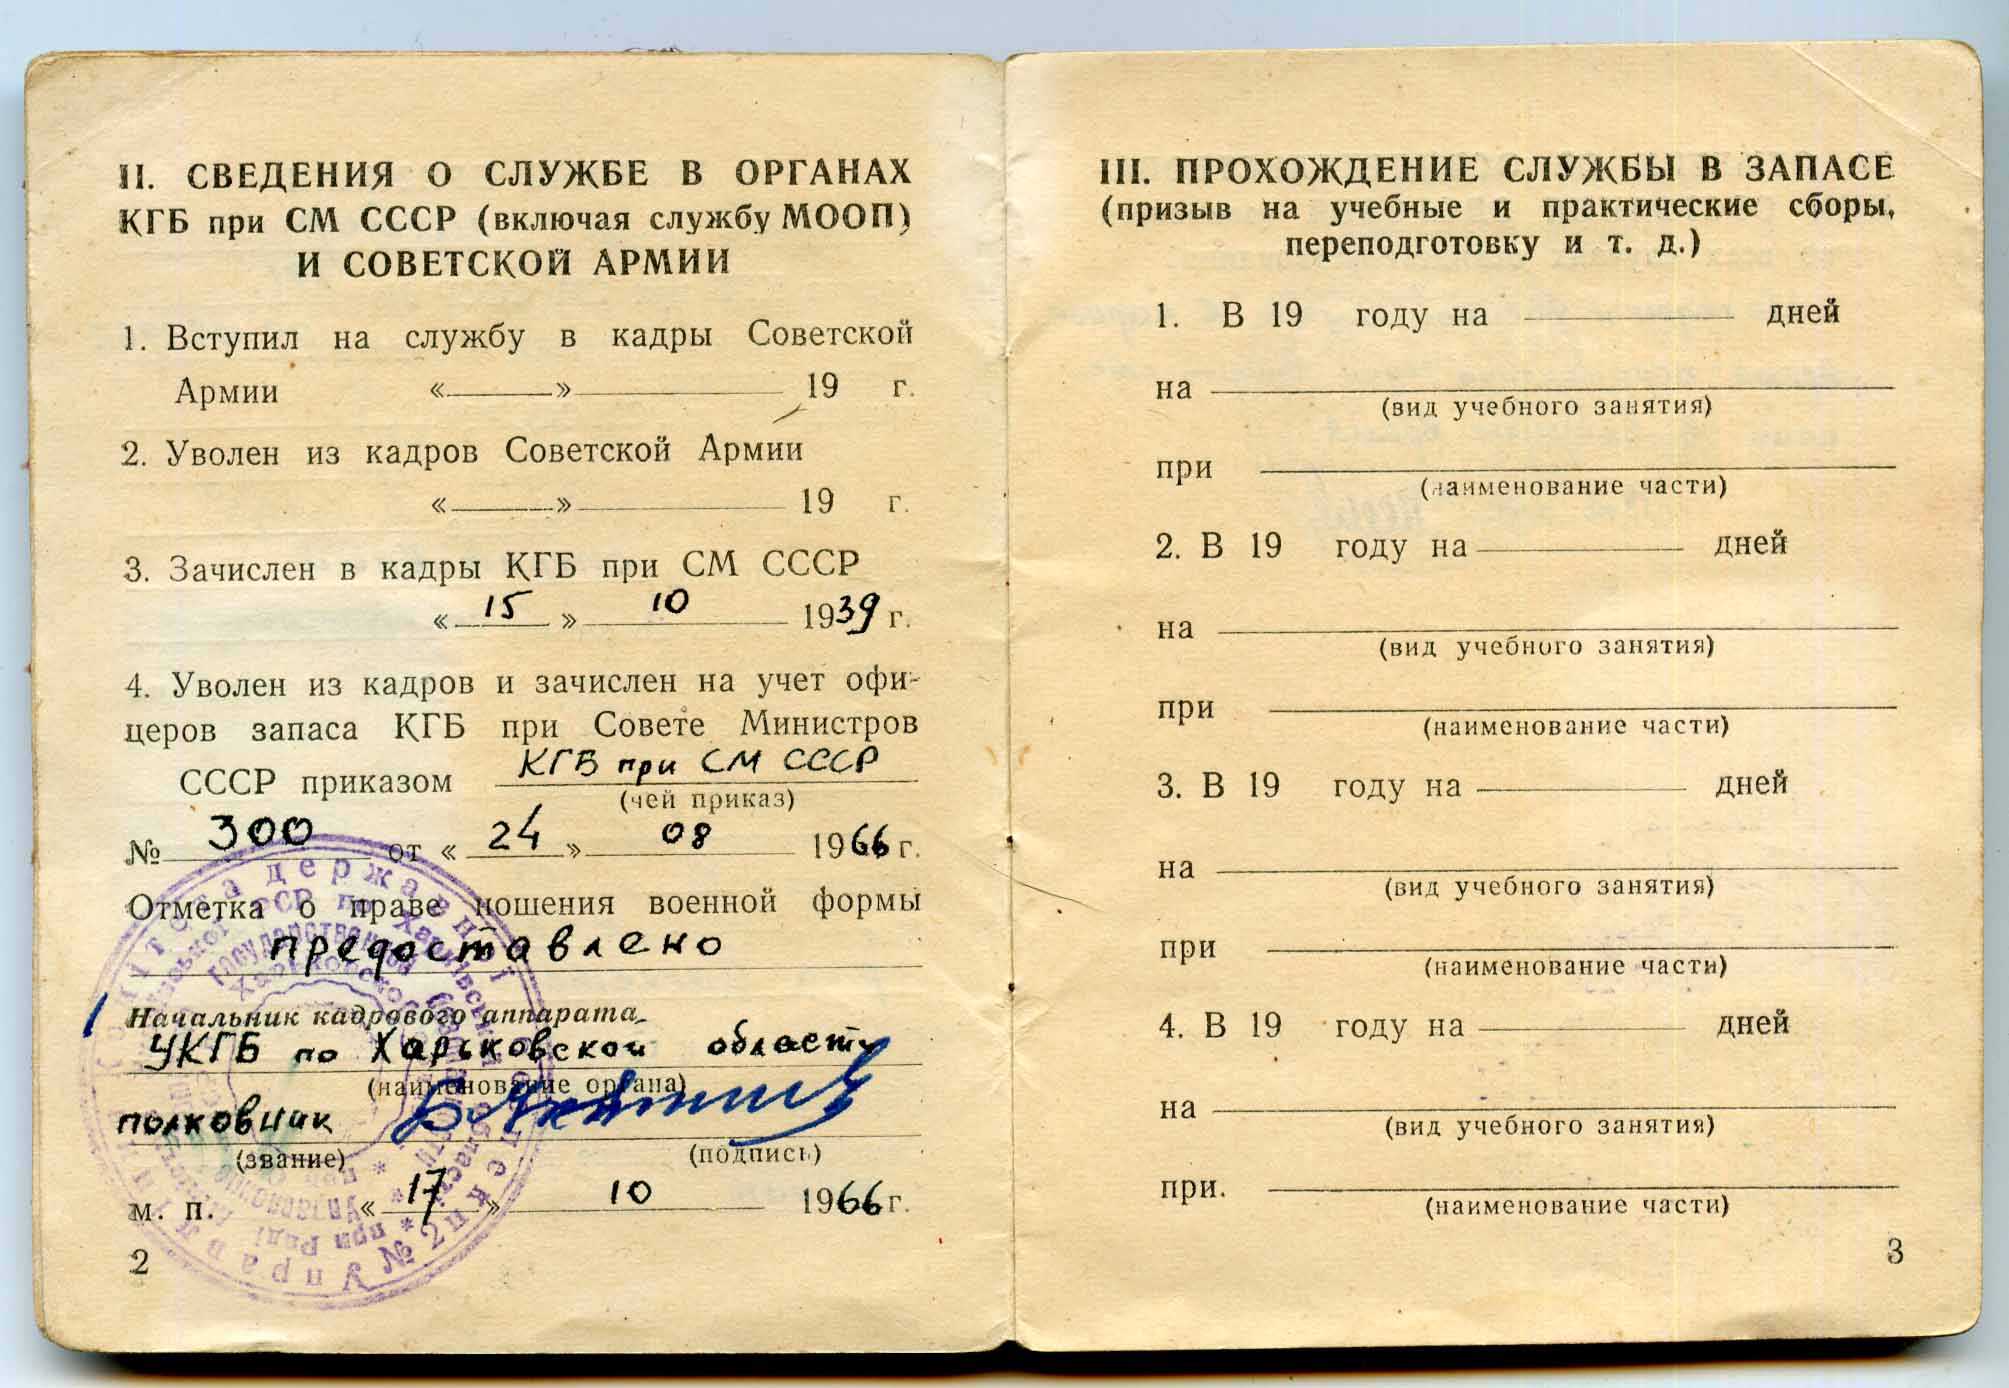 II. СВЕДЕНИЯ О СЛУЖБЕ В ОРГАНАХ
КГБ при СМ СССР (включая службу МООП)
И СОВЕТСКОЙ АРМИИ
1. Вступил на службу в кадры Советской
Армии « » 19 г.
2. Уволен из кадров Советской Армии
« » 19 г.
3. Зачислен в кадры КГБ при СМ СССР
« 15 » 10 1939 г.
4. Уволен из кадров и зачислен на учет офи-
церов запаса КГБ при Совете Министров
СССР приказом КГБ при СМ СССР
(чей приказ)
№ 300 от « 24 » 08 1966 г.
Отметка о праве ношения военной формы
предоставлено
Начальник кадрового аппарата
УКГБ по Харьковской области
(наименование органа)
полковник
(звание) (подпись)
м. п. « 17 » 10 1966 г.
2
III. ПРОХОЖДЕНИЕ СЛУЖБЫ В ЗАПАСЕ
(призыв на учебные и практические сборы,
переподготовку и т. д.)
1. В 19 году на дней
на
(вид учебного занятия)
при
(наименование части)
2. В 19 году на дней
на
(вид учебного занятия)
при
(наименование части)
3. В 19 году на дней
на
(вид учебного занятия)
при
(наименование части)
4. В 19 году на дней
на
(вид учебного занятия)
при.
(наименование части)
3